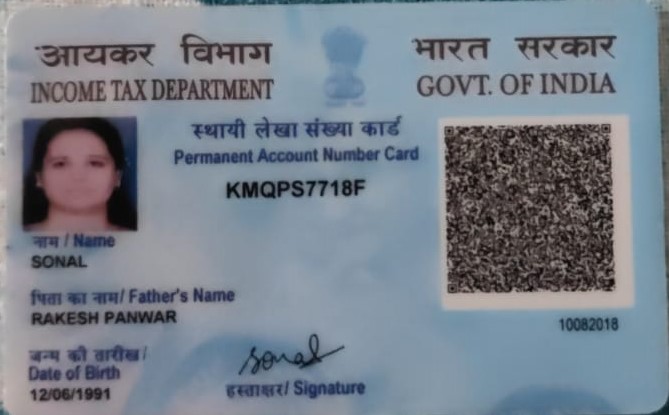 आयकर विभाग
INCOME TAX DEPARTMENT
भारत सरकार
GOVT. OF INDIA
स्थायी लेखा संख्या कार्ड
Permanent Account Number Card
KMQPS7718F
नाम / Name
SONAL
पिता का नाम/ Father's Name
RAKESH PANWAR
जन्म की तारीख/
Date of Birth
12/06/1991
sonal
हस्ताक्षर/ Signature
10082018